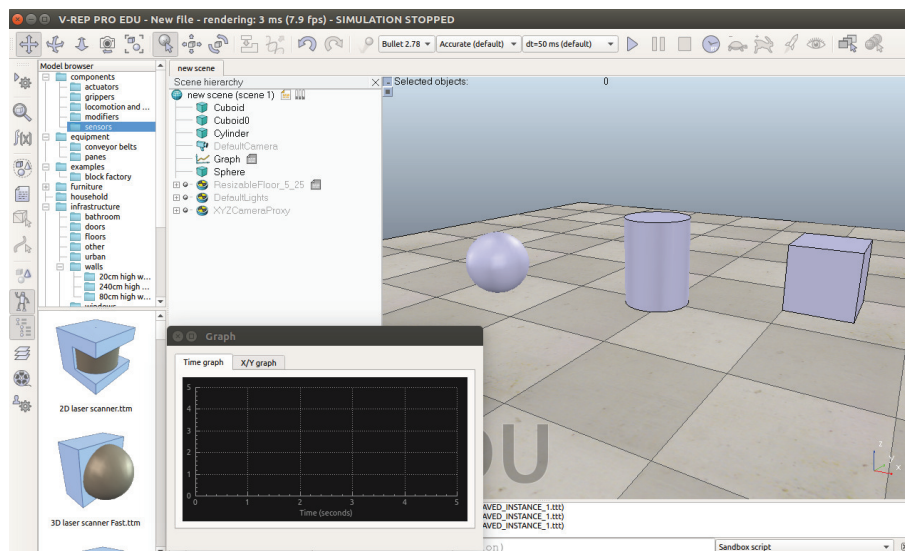 V-REP PRO EDU - New file - rendering: 3 ms (7.9 fps) - SIMULATION STOPPED
Bullet 2.78 Accurate (default) dt=50 ms (default)
Model browser
components
actuators
grippers
locomotion and ...
modifiers
sensors
equipment
conveyor belts
panes
examples
block factory
furniture
household
infrastructure
bathroom
doors
floors
other
urban
walls
20cm high w...
240cm high ...
80cm high w...
windows
2D laser scanner.ttm
3D laser scanner Fast.ttm
new scene
Scene hierarchy
new scene (scene 1)
Cuboid
Cuboid0
Cylinder
DefaultCamera
Graph
Sphere
ResizableFloor_5_25
DefaultLights
XYZCameraProxy
Selected objects: 0
Graph
Time graph X/Y graph
5
4
3
2
1
0
0 1 2 3 4 5
Time (seconds)
DU
z
x
AVED_INSTANCE_1.ttt)
AVED_INSTANCE_1.ttt)
AVED_INSTANCE_1.ttt)
on)
Sandbox script